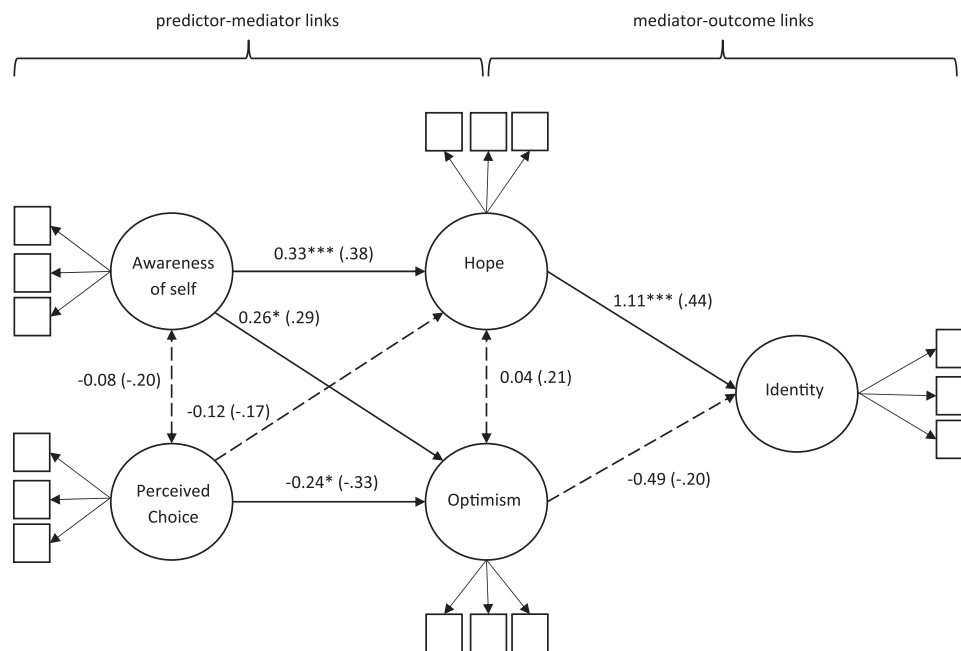 predictor-mediator links
mediator-outcome links
Awareness
of self
0.33*** (.38)
Hope
0.26* (.29)
1.11*** (.44)
-0.08 (-.20)
-0.12 (-.17)
0.04 (.21)
Identity
Perceived
Choice
-0.24* (-.33)
Optimism
-0.49 (-.20)